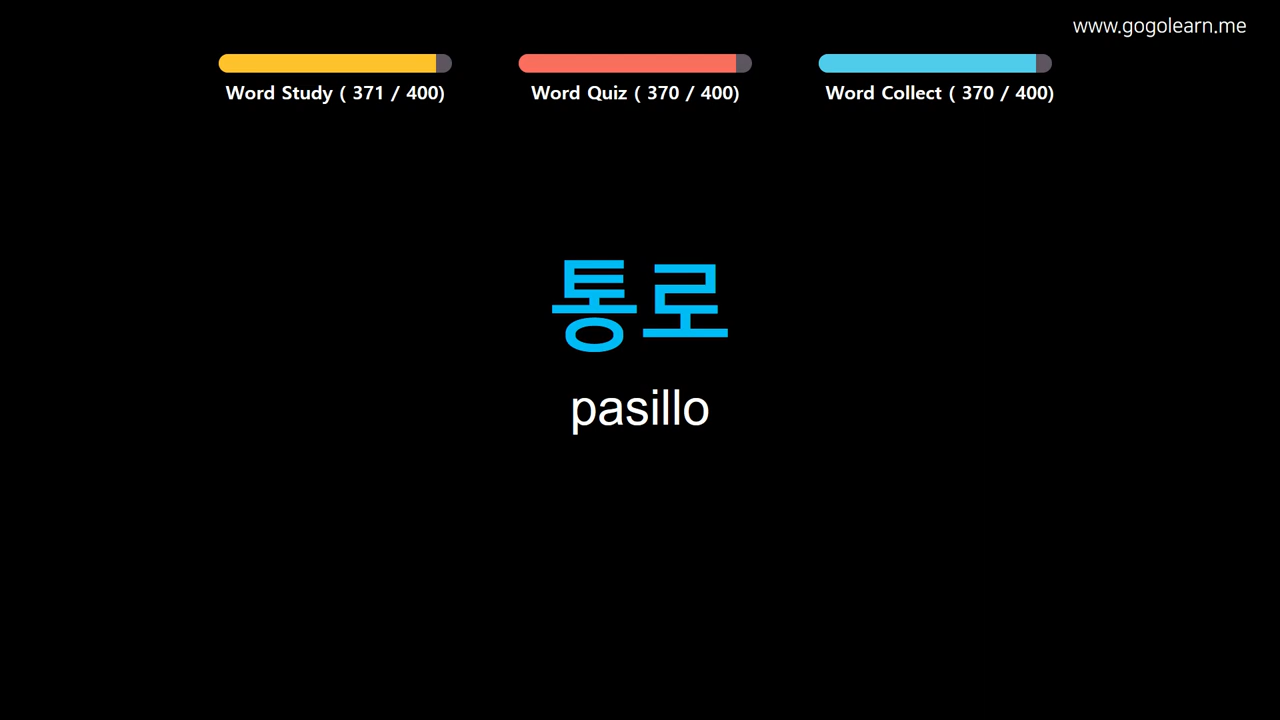 www.gogolearn.me
Word Study ( 371 / 400)
Word Quiz ( 370 / 400)
Word Collect ( 370 / 400)
통로
pasillo